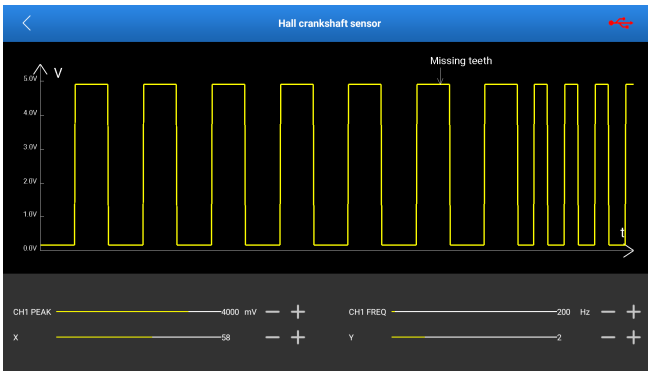 Hall crankshaft sensor
Missing teeth
V
5.0V
4.0V
3.0V
2.0V
1.0V
0.0V
t
CH1 PEAK 4000 mV − + CH1 FREQ 200 Hz − +
X 58 − + Y 2 − +